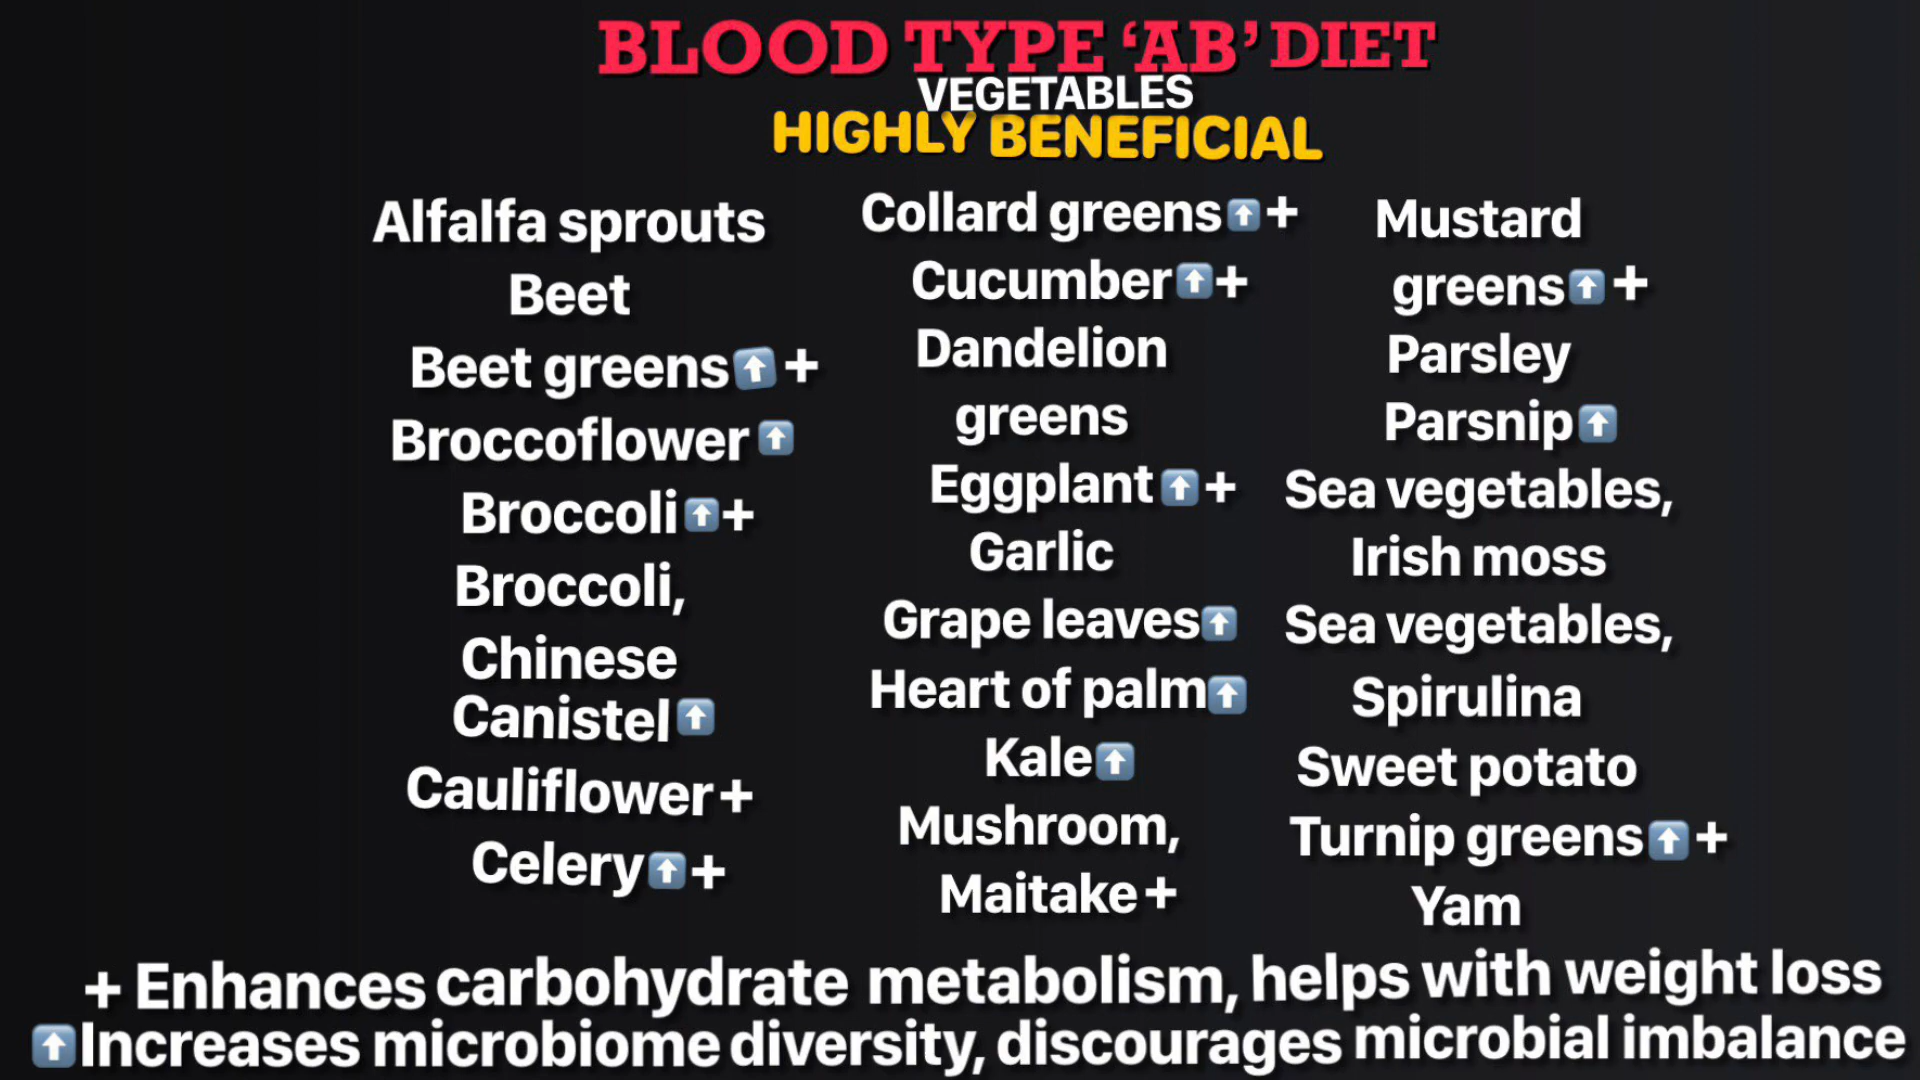 BLOOD TYPE ‘AB’ DIET
VEGETABLES
HIGHLY BENEFICIAL
Alfalfa sprouts
Beet
Beet greens⬆️+
Broccoflower⬆️
Broccoli⬆️+
Broccoli,
Chinese
Canistel⬆️
Cauliflower+
Celery⬆️+
Collard greens⬆️+
Cucumber⬆️+
Dandelion
greens
Eggplant⬆️+
Garlic
Grape leaves⬆️
Heart of palm⬆️
Kale⬆️
Mushroom,
Maitake+
Mustard
greens⬆️+
Parsley
Parsnip⬆️
Sea vegetables,
Irish moss
Sea vegetables,
Spirulina
Sweet potato
Turnip greens⬆️+
Yam
+ Enhances carbohydrate metabolism, helps with weight loss
⬆️Increases microbiome diversity, discourages microbial imbalance